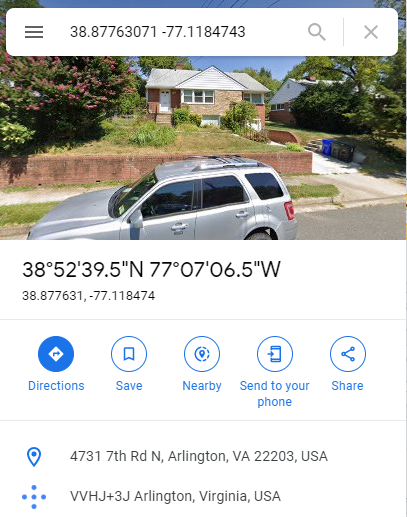 38.87763071 -77.1184743
38°52'39.5"N 77°07'06.5"W
38.877631, -77.118474
Directions
Save
Nearby
Send to your
phone
Share
4731 7th Rd N, Arlington, VA 22203, USA
VVHJ+3J Arlington, Virginia, USA